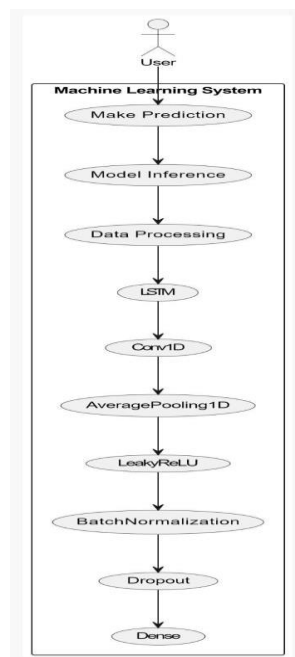 User
Machine Learning System
Make Prediction
Model Inference
Data Processing
LSTM
Conv1D
AveragePooling1D
LeakyReLU
BatchNormalization
Dropout
Dense